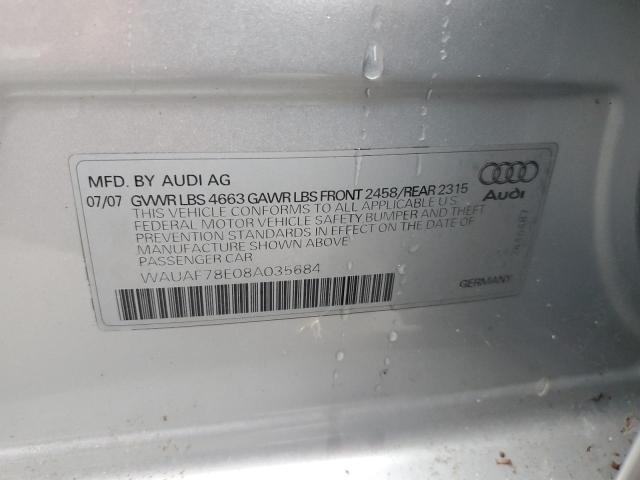 MFD. BY AUDI AG
07/07 GVWR LBS 4663 GAWR LBS FRONT 2458/REAR 2315
THIS VEHICLE CONFORMS TO ALL APPLICABLE U S
FEDERAL MOTOR VEHICLE SAFETY BUMPER AND THEFT
PREVENTION STANDARDS IN EFFECT ON THE DATE OF
MANUFACTURE SHOWN ABOVE
PASSENGER CAR
WAUAF78E08A035684
Audi
GERMANY